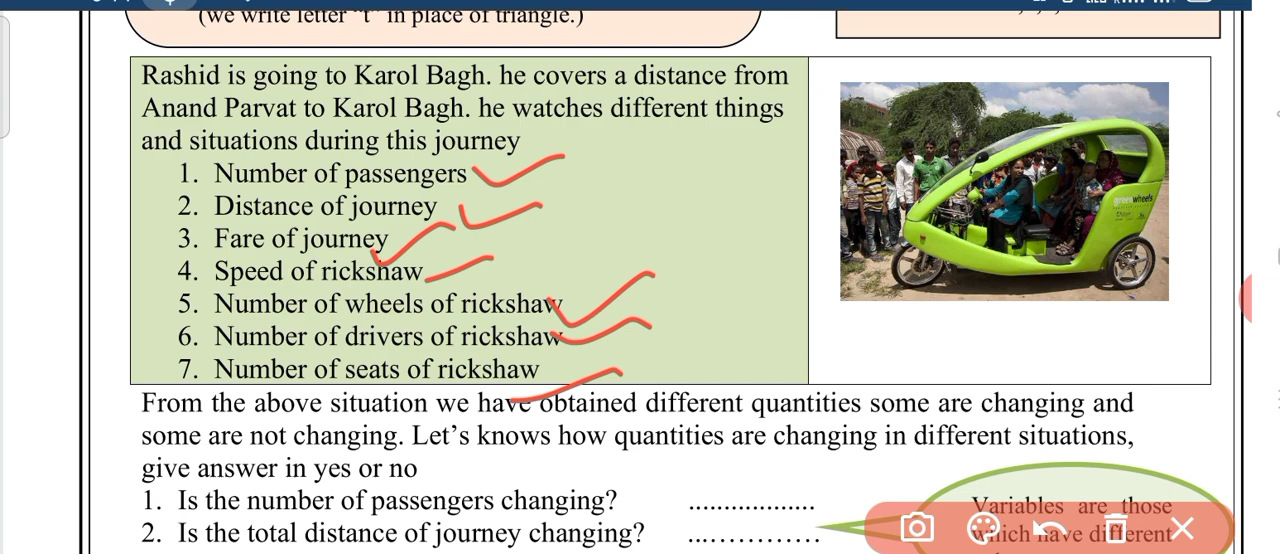 (we write letter "t" in place of triangle.)
Rashid is going to Karol Bagh. he covers a distance from
Anand Parvat to Karol Bagh. he watches different things
and situations during this journey
1. Number of passengers
2. Distance of journey
3. Fare of journey
4. Speed of rickshaw
5. Number of wheels of rickshaw
6. Number of drivers of rickshaw
7. Number of seats of rickshaw
greenwheels
From the above situation we have obtained different quantities some are changing and
some are not changing. Let's knows how quantities are changing in different situations,
give answer in yes or no
1. Is the number of passengers changing? ...................
2. Is the total distance of journey changing? ................
Variables are those
which have different